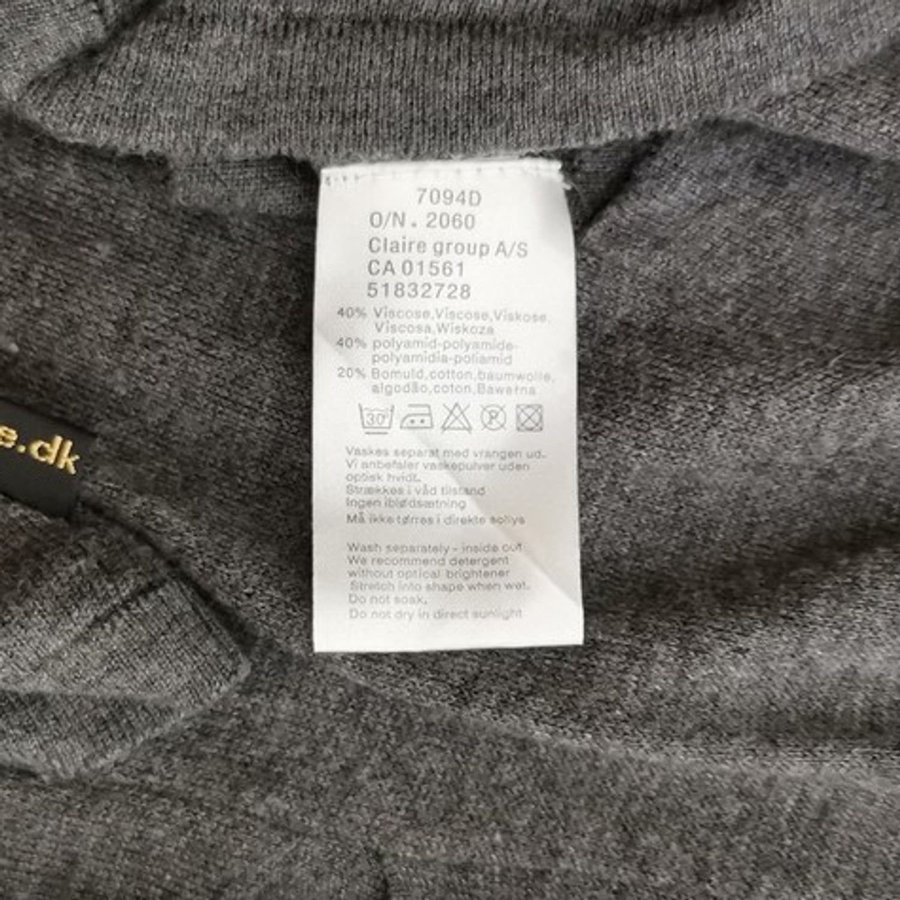 7094D
O/N. 2060
Claire group A/S
CA 01561
51832728
40% Viscose,Viscose,Viskose,
Viscosa,Wiskoza
40% polyamid-polyamide-
polyamidia-poliamid
20% Bomuld,cotton,baumwolle,
algodão,coton,Bawełna
30°
P
Vaskes separat med vrangen ud.
Vi anbefaler vaskepulver uden
optisk hvidt.
Strækkes i våd tilstand
Ingen iblødsætning
Må ikke tørres i direkte sollys
Wash separately - inside out
We recommend detergent
without optical brightener
Stretch into shape when wet.
Do not soak.
Do not dry in direct sunlight
e.dk